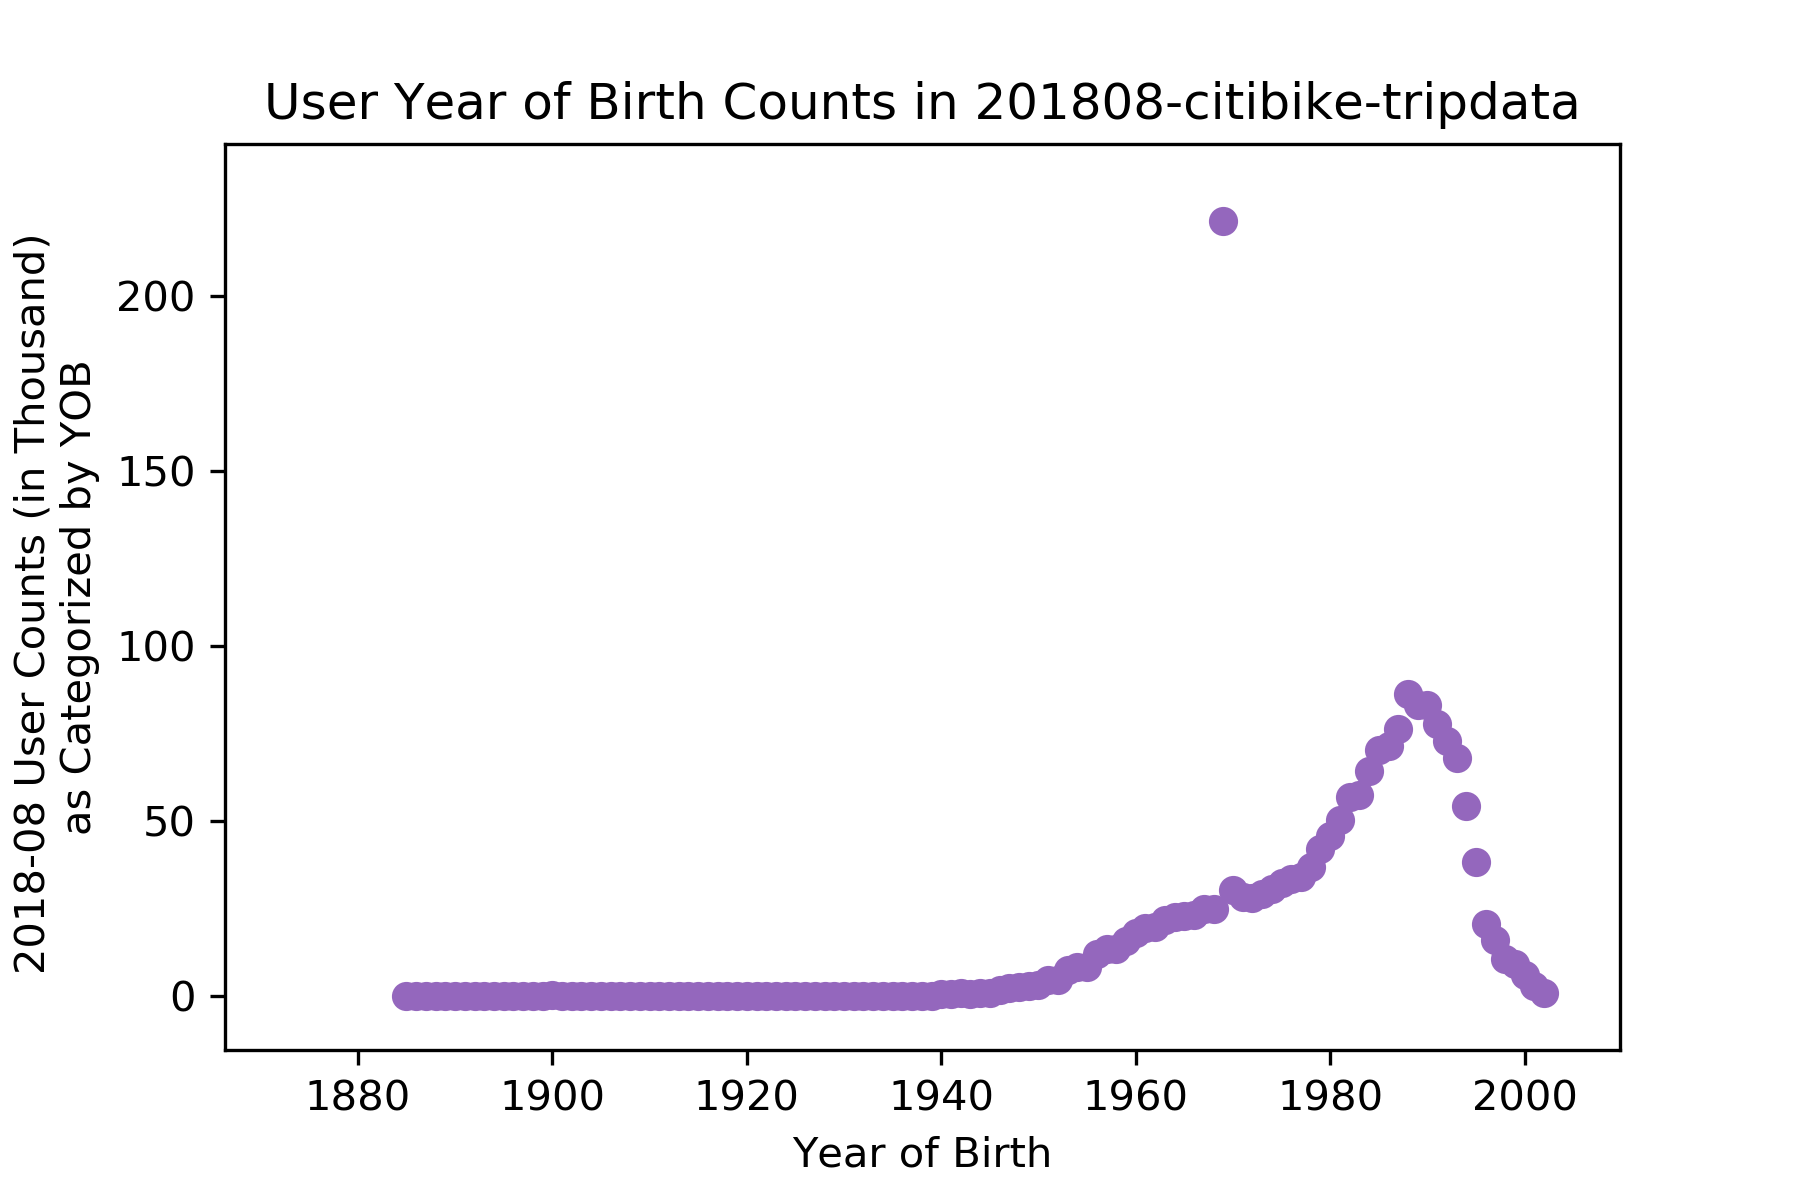 User Year of Birth Counts in 201808-citibike-tripdata
2018-08 User Counts (in Thousand)
as Categorized by YOB
200
150
100
50
0
1880 1900 1920 1940 1960 1980 2000
Year of Birth